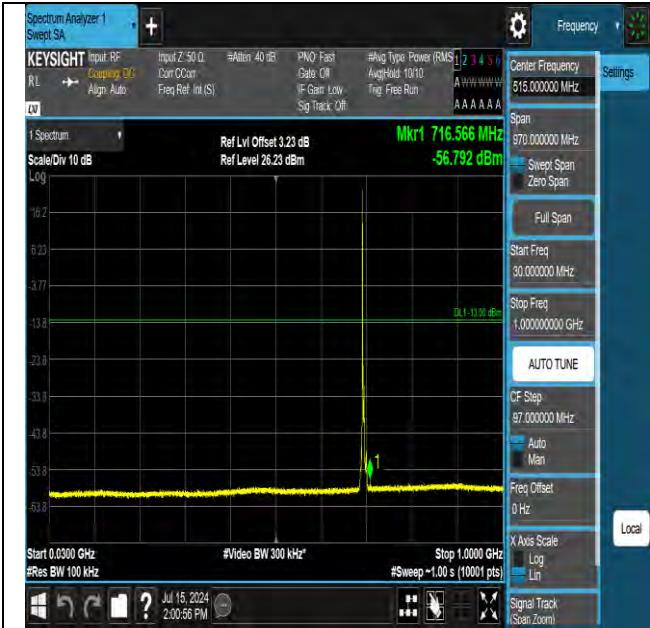 Spectrum Analyzer 1
Swept SA
+
Frequency
KEYSIGHT
RL
LXI
Input: RF
Coupling: DC
Align: Auto
Input Z: 50 Ω
Corr CCorr
Freq Ref: Int (S)
#Atten: 40 dB
PNO: Fast
Gate: Off
IF Gain: Low
Sig Track: Off
#Avg Type: Power (RMS
Avg|Hold: 10/10
Trig: Free Run
1 2 3 4 5 6
A W W W W W
A A A A A A
1 Spectrum
Scale/Div 10 dB
Log
Ref Lvl Offset 3.23 dB
Ref Level 26.23 dBm
Mkr1 716.566 MHz
-56.792 dBm
16.2
6.23
-3.77
-13.8
-23.8
-33.8
-43.8
-53.8
-63.8
DL1 -13.00 dBm
1
Start 0.0300 GHz
#Res BW 100 kHz
#Video BW 300 kHz*
Stop 1.0000 GHz
#Sweep ~1.00 s (10001 pts)
Center Frequency
515.000000 MHz
Settings
Span
970.000000 MHz
Swept Span
Zero Span
Full Span
Start Freq
30.000000 MHz
Stop Freq
1.000000000 GHz
AUTO TUNE
CF Step
97.000000 MHz
Auto
Man
Freq Offset
0 Hz
X Axis Scale
Log
Lin
Local
Signal Track
(Span Zoom)
?
Jul 15, 2024
2:00:56 PM